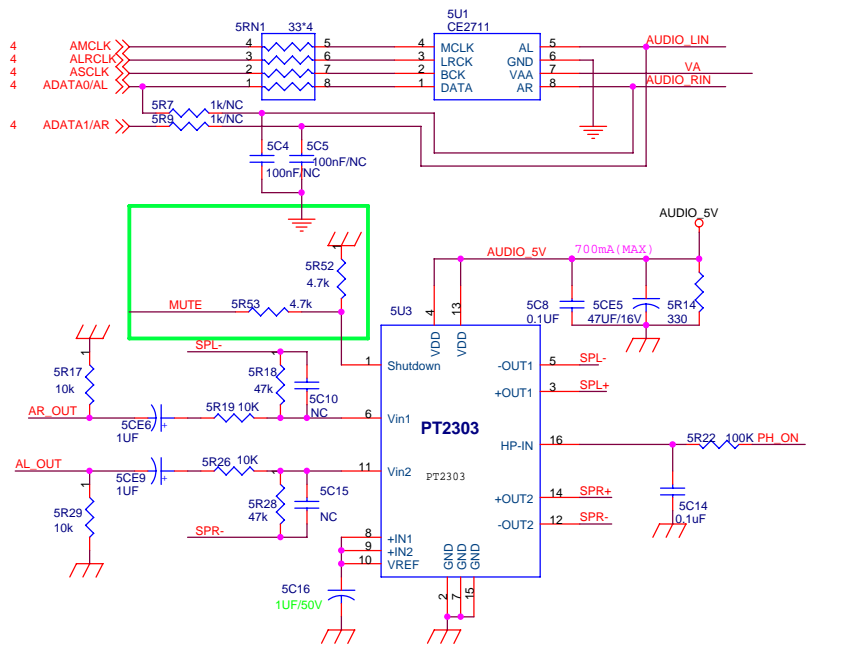 5U1
5RN1 33*4 CE2711
4 AMCLK 4 5 4 MCLK AL 5 AUDIO_LIN
4 ALRCLK 3 6 3 LRCK GND 6
4 ASCLK 2 7 2 BCK VAA 7 VA
4 ADATA0/AL 1 8 1 DATA AR 8 AUDIO_RIN
5R7 1k/NC
4 ADATA1/AR 5R9 1k/NC
5C4 5C5
100nF/NC
100nF/NC
AUDIO_5V
1
AUDIO_5V 700mA(MAX)
5R52
4.7k
MUTE 5R53 4.7k
5U3 4 13 5C8 5CE5 5R14
0.1UF 47UF/16V 330
VDD VDD
SPL-
1 1
5R17 5R18 1 Shutdown -OUT1 5 SPL-
10k 47k
5C10 +OUT1 3 SPL+
NC
AR_OUT 5R19 10K 6 Vin1
5CE6
1UF
PT2303
HP-IN 16 5R22 100K PH_ON
AL_OUT 5R26 10K 11 Vin2
5CE9
1UF
PT2303
1 1
5C15 +OUT2 14 SPR+
5R29 5R28 NC 5C14
10k 47k 0.1uF
-OUT2 12 SPR-
SPR-
8 +IN1
9 +IN2
10 VREF GND GND GND
5C16 2 7 15
1UF/50V